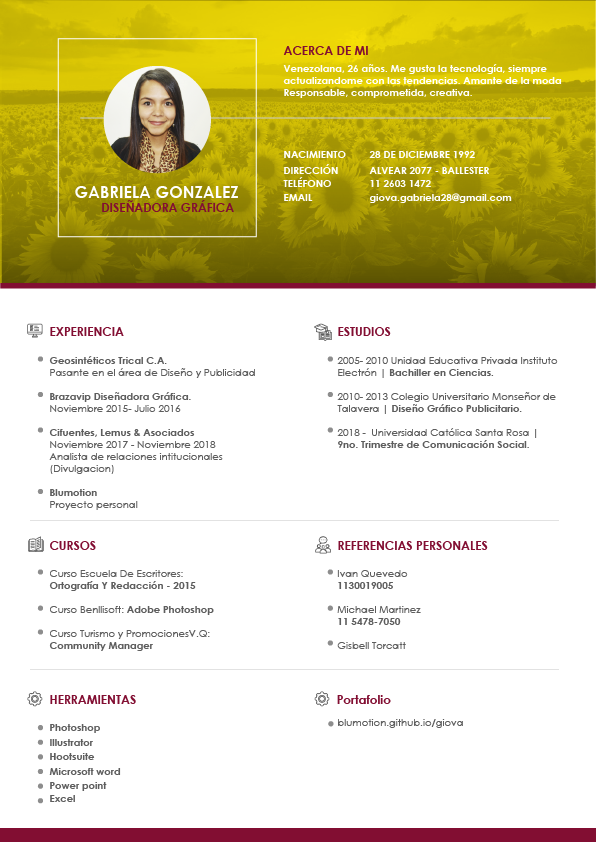 ACERCA DE MI
Venezolana, 26 años. Me gusta la tecnología, siempre
actualizandome con las tendencias. Amante de la moda
Responsable, comprometida, creativa.
GABRIELA GONZALEZ
DISEÑADORA GRÁFICA
NACIMIENTO 28 DE DICIEMBRE 1992
DIRECCIÓN ALVEAR 2077 - BALLESTER
TELÉFONO 11 2603 1472
EMAIL giova.gabriela28@gmail.com
EXPERIENCIA
Geosintéticos Trical C.A.
Pasante en el área de Diseño y Publicidad
Brazavip Diseñadora Gráfica.
Noviembre 2015- Julio 2016
Cifuentes, Lemus & Asociados
Noviembre 2017 - Noviembre 2018
Analista de relaciones intitucionales
(Divulgacion)
Blumotion
Proyecto personal
ESTUDIOS
2005- 2010 Unidad Educativa Privada Instituto
Electrón | Bachiller en Ciencias.
2010- 2013 Colegio Universitario Monseñor de
Talavera | Diseño Gráfico Publicitario.
2018 - Universidad Católica Santa Rosa |
9no. Trimestre de Comunicación Social.
CURSOS
Curso Escuela De Escritores:
Ortografía Y Redacción - 2015
Curso Benllisoft: Adobe Photoshop
Curso Turismo y PromocionesV.Q:
Community Manager
REFERENCIAS PERSONALES
Ivan Quevedo
1130019005
Michael Martinez
11 5478-7050
Gisbell Torcatt
HERRAMIENTAS
Photoshop
Illustrator
Hootsuite
Microsoft word
Power point
Excel
Portafolio
blumotion.github.io/giova